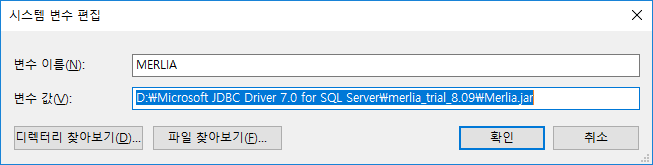 시스템 변수 편집
변수 이름(N): MERLIA
변수 값(V): D:₩Microsoft JDBC Driver 7.0 for SQL Server₩merlia_trial_8.09₩Merlia.jar
디렉터리 찾아보기(D)... 파일 찾아보기(F)... 확인 취소